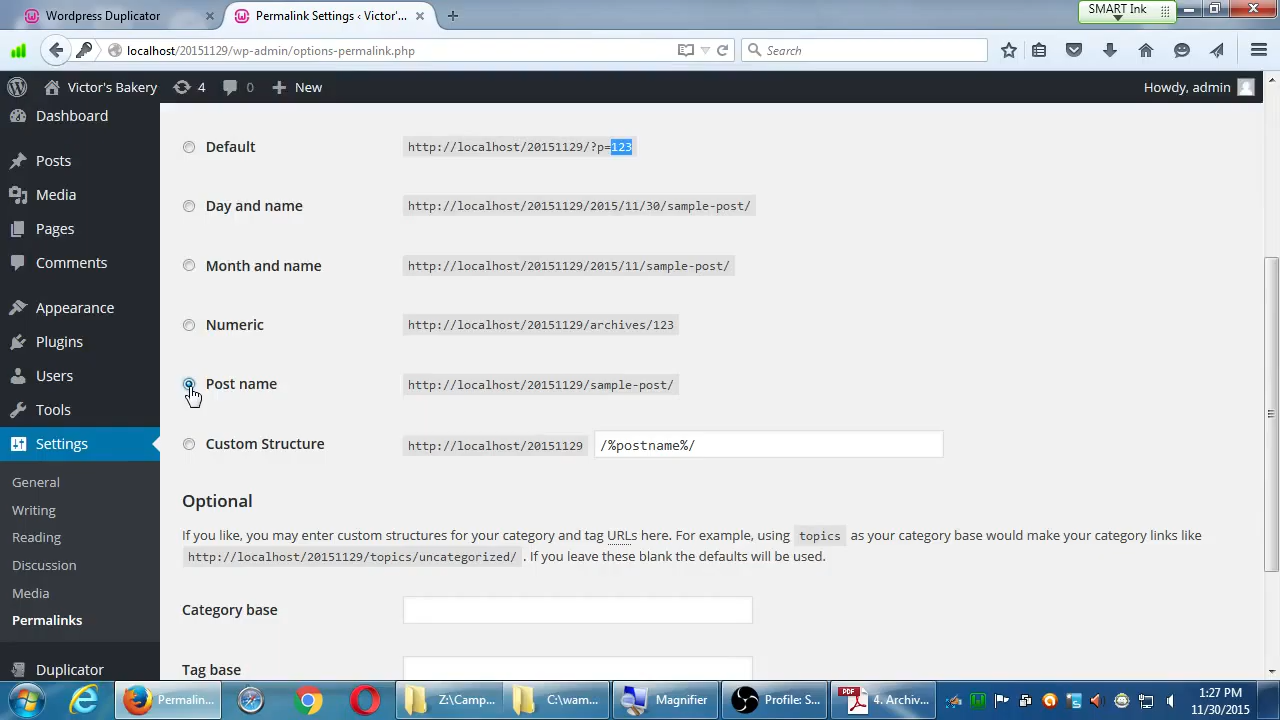 Wordpress Duplicator
Permalink Settings ‹ Victor'...
SMART Ink
localhost/20151129/wp-admin/options-permalink.php
Search
Victor's Bakery
4
0
New
Howdy, admin
Dashboard
Posts
Media
Pages
Comments
Appearance
Plugins
Users
Tools
Settings
General
Writing
Reading
Discussion
Media
Permalinks
Duplicator
Default http://localhost/20151129/?p=123
Day and name http://localhost/20151129/2015/11/30/sample-post/
Month and name http://localhost/20151129/2015/11/sample-post/
Numeric http://localhost/20151129/archives/123
Post name http://localhost/20151129/sample-post/
Custom Structure http://localhost/20151129 /%postname%/
Optional
If you like, you may enter custom structures for your category and tag URLs here. For example, using topics as your category base would make your category links like
http://localhost/20151129/topics/uncategorized/ . If you leave these blank the defaults will be used.
Category base
Tag base
Permalin...
Z:\Camp...
C:\wam...
Magnifier
Profile: S...
PDF
4. Archiv...
1:27 PM
11/30/2015